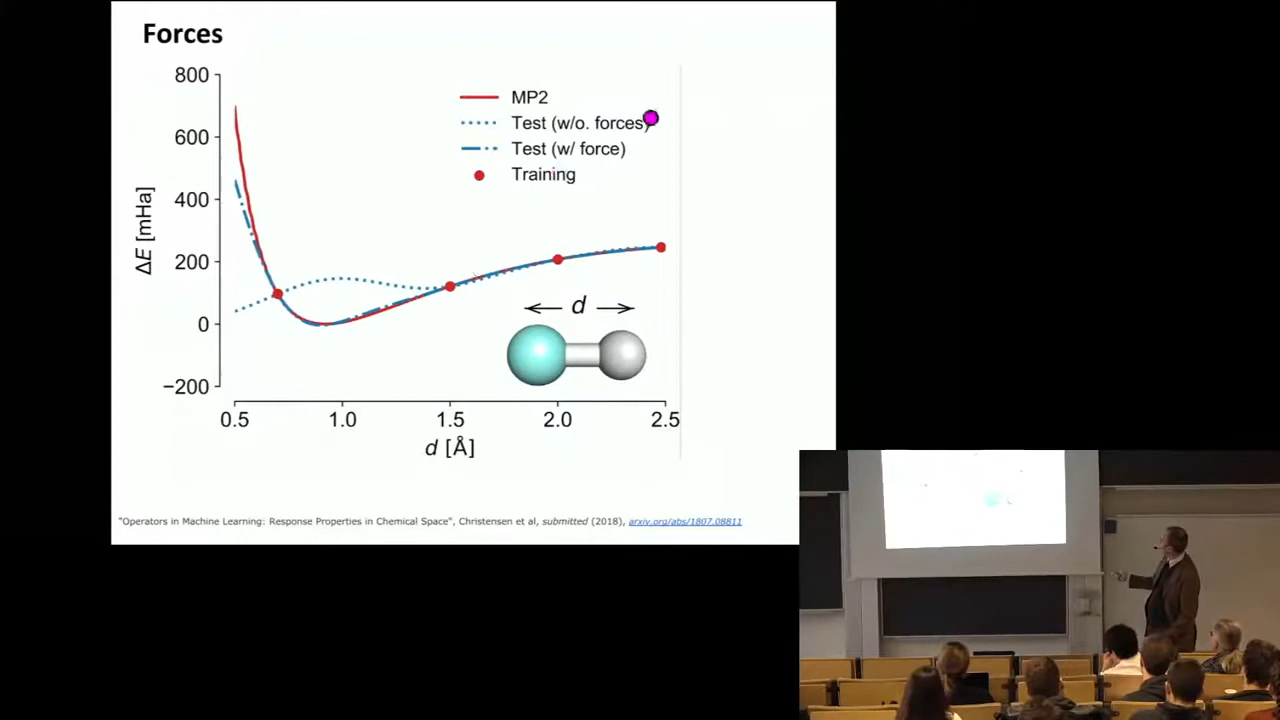 Forces
800
600
400
200
0
−200
ΔE [mHa]
MP2
Test (w/o. forces)
Test (w/ force)
Training
d
0.5 1.0 1.5 2.0 2.5
d [Å]
"Operators in Machine Learning: Response Properties in Chemical Space", Christensen et al, submitted (2018), arxiv.org/abs/1807.08811